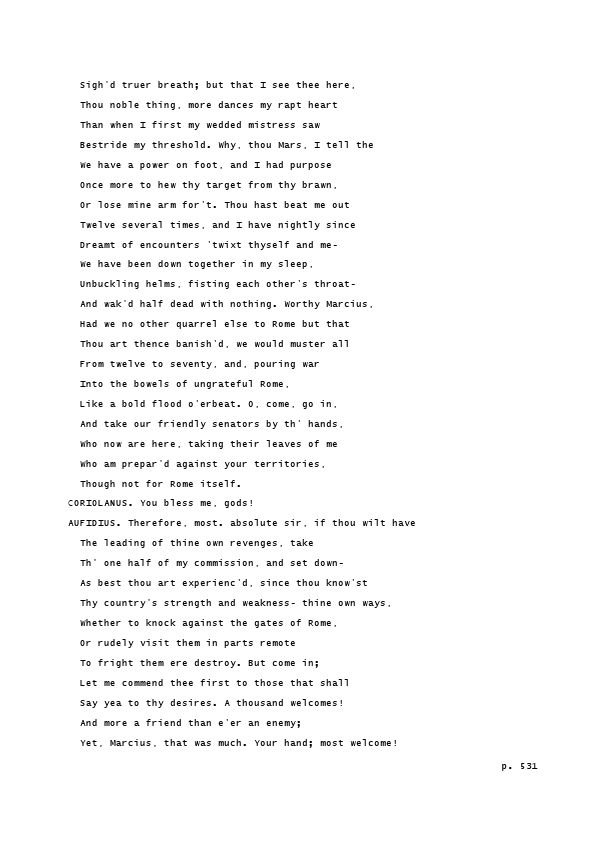 Sigh'd truer breath; but that I see thee here,
Thou noble thing, more dances my rapt heart
Than when I first my wedded mistress saw
Bestride my threshold. Why, thou Mars, I tell the
We have a power on foot, and I had purpose
Once more to hew thy target from thy brawn,
Or lose mine arm for't. Thou hast beat me out
Twelve several times, and I have nightly since
Dreamt of encounters 'twixt thyself and me-
We have been down together in my sleep,
Unbuckling helms, fisting each other's throat-
And wak'd half dead with nothing. Worthy Marcius,
Had we no other quarrel else to Rome but that
Thou art thence banish'd, we would muster all
From twelve to seventy, and, pouring war
Into the bowels of ungrateful Rome,
Like a bold flood o'erbeat. O, come, go in,
And take our friendly senators by th' hands,
Who now are here, taking their leaves of me
Who am prepar'd against your territories,
Though not for Rome itself.
CORIOLANUS. You bless me, gods!
AUFIDIUS. Therefore, most. absolute sir, if thou wilt have
The leading of thine own revenges, take
Th' one half of my commission, and set down-
As best thou art experienc'd, since thou know'st
Thy country's strength and weakness- thine own ways,
Whether to knock against the gates of Rome,
Or rudely visit them in parts remote
To fright them ere destroy. But come in;
Let me commend thee first to those that shall
Say yea to thy desires. A thousand welcomes!
And more a friend than e'er an enemy;
Yet, Marcius, that was much. Your hand; most welcome!
p. 531